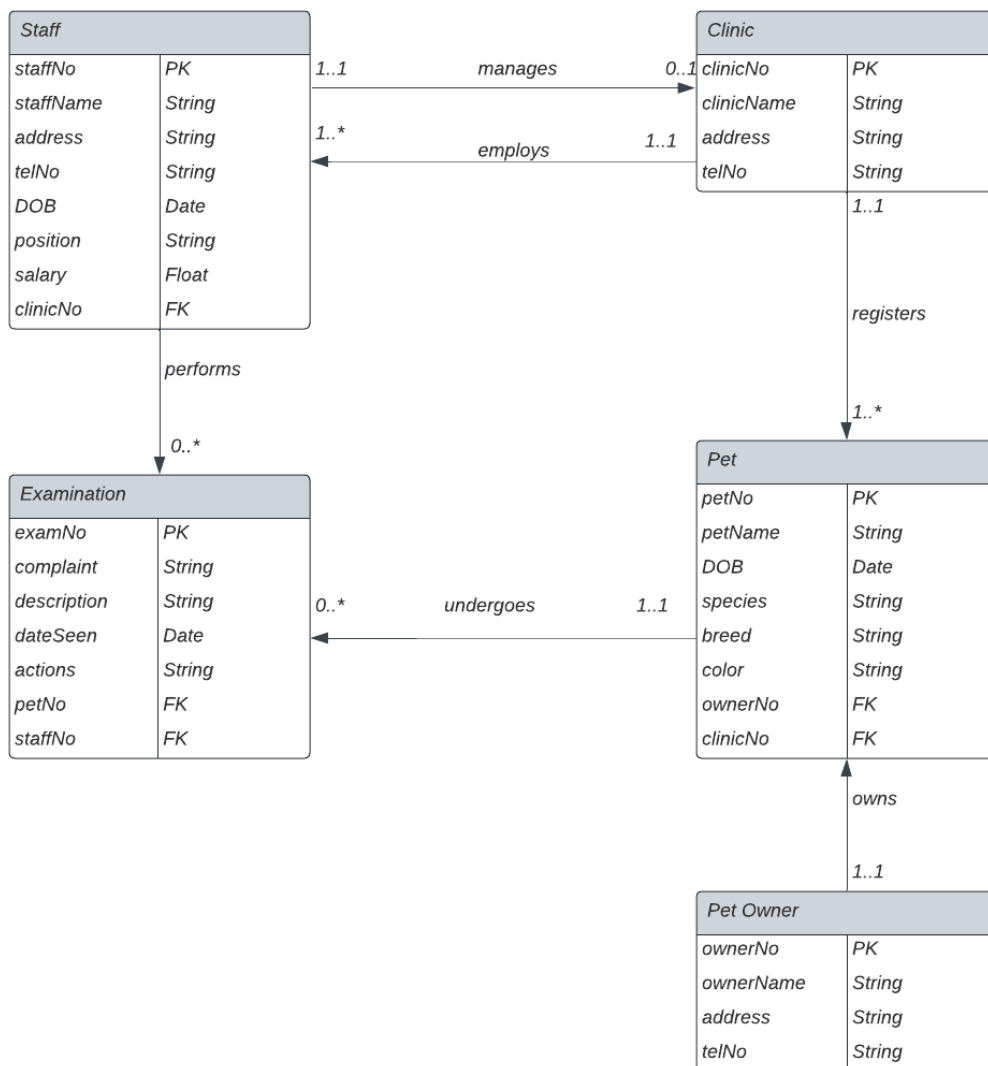 Staff
staffNo PK
staffName String
address String
telNo String
DOB Date
position String
salary Float
clinicNo FK
1..1 manages 0..1
1..* employs 1..1
Clinic
clinicNo PK
clinicName String
address String
telNo String
1..1
registers
1..*
performs
0..*
Examination
examNo PK
complaint String
description String
dateSeen Date
actions String
petNo FK
staffNo FK
0..* undergoes 1..1
Pet
petNo PK
petName String
DOB Date
species String
breed String
color String
ownerNo FK
clinicNo FK
owns
1..1
Pet Owner
ownerNo PK
ownerName String
address String
telNo String